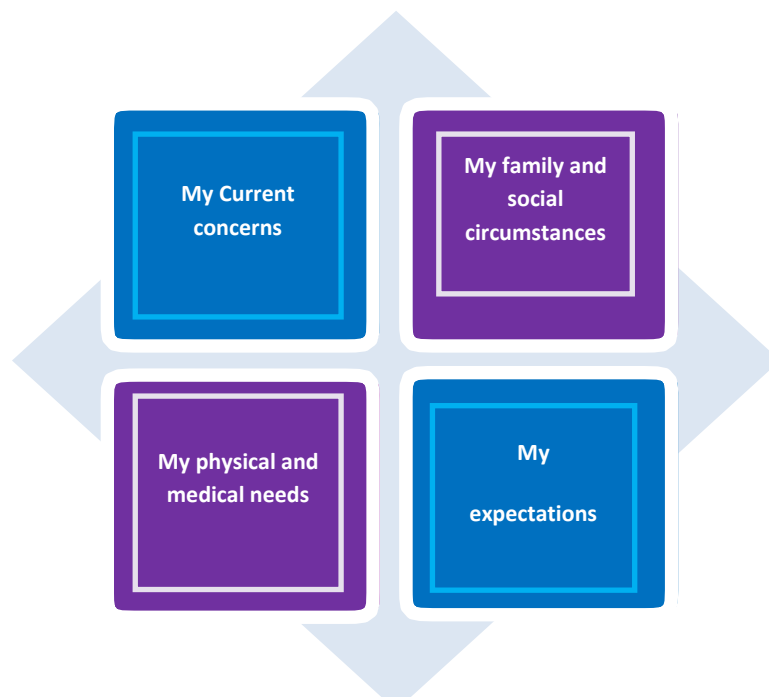 My Current
concerns
My family and
social
circumstances
My physical and
medical needs
My
expectations